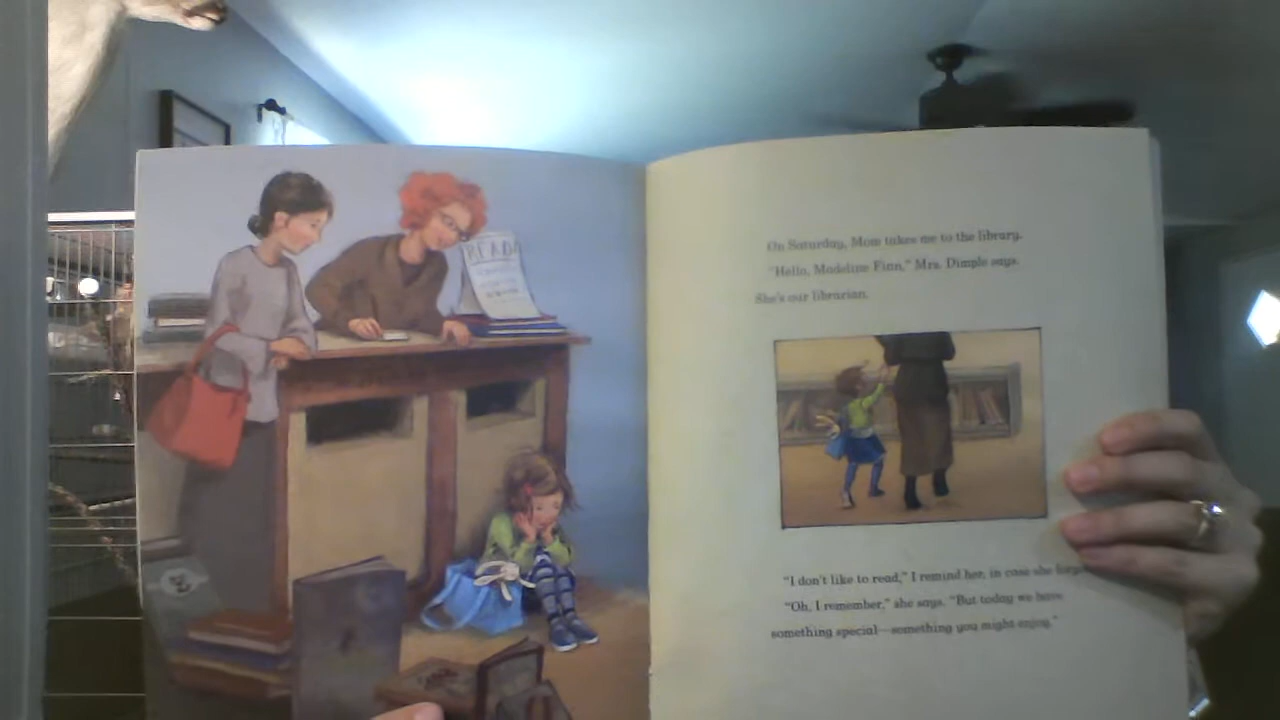 READ
On Saturday, Mom takes me to the library.
"Hello, Madeline Finn," Mrs. Dimple says.
She's our librarian.
"I don't like to read," I remind her, in case she
"Oh, I remember," she says. "But today we have
something special—something you might enjoy."